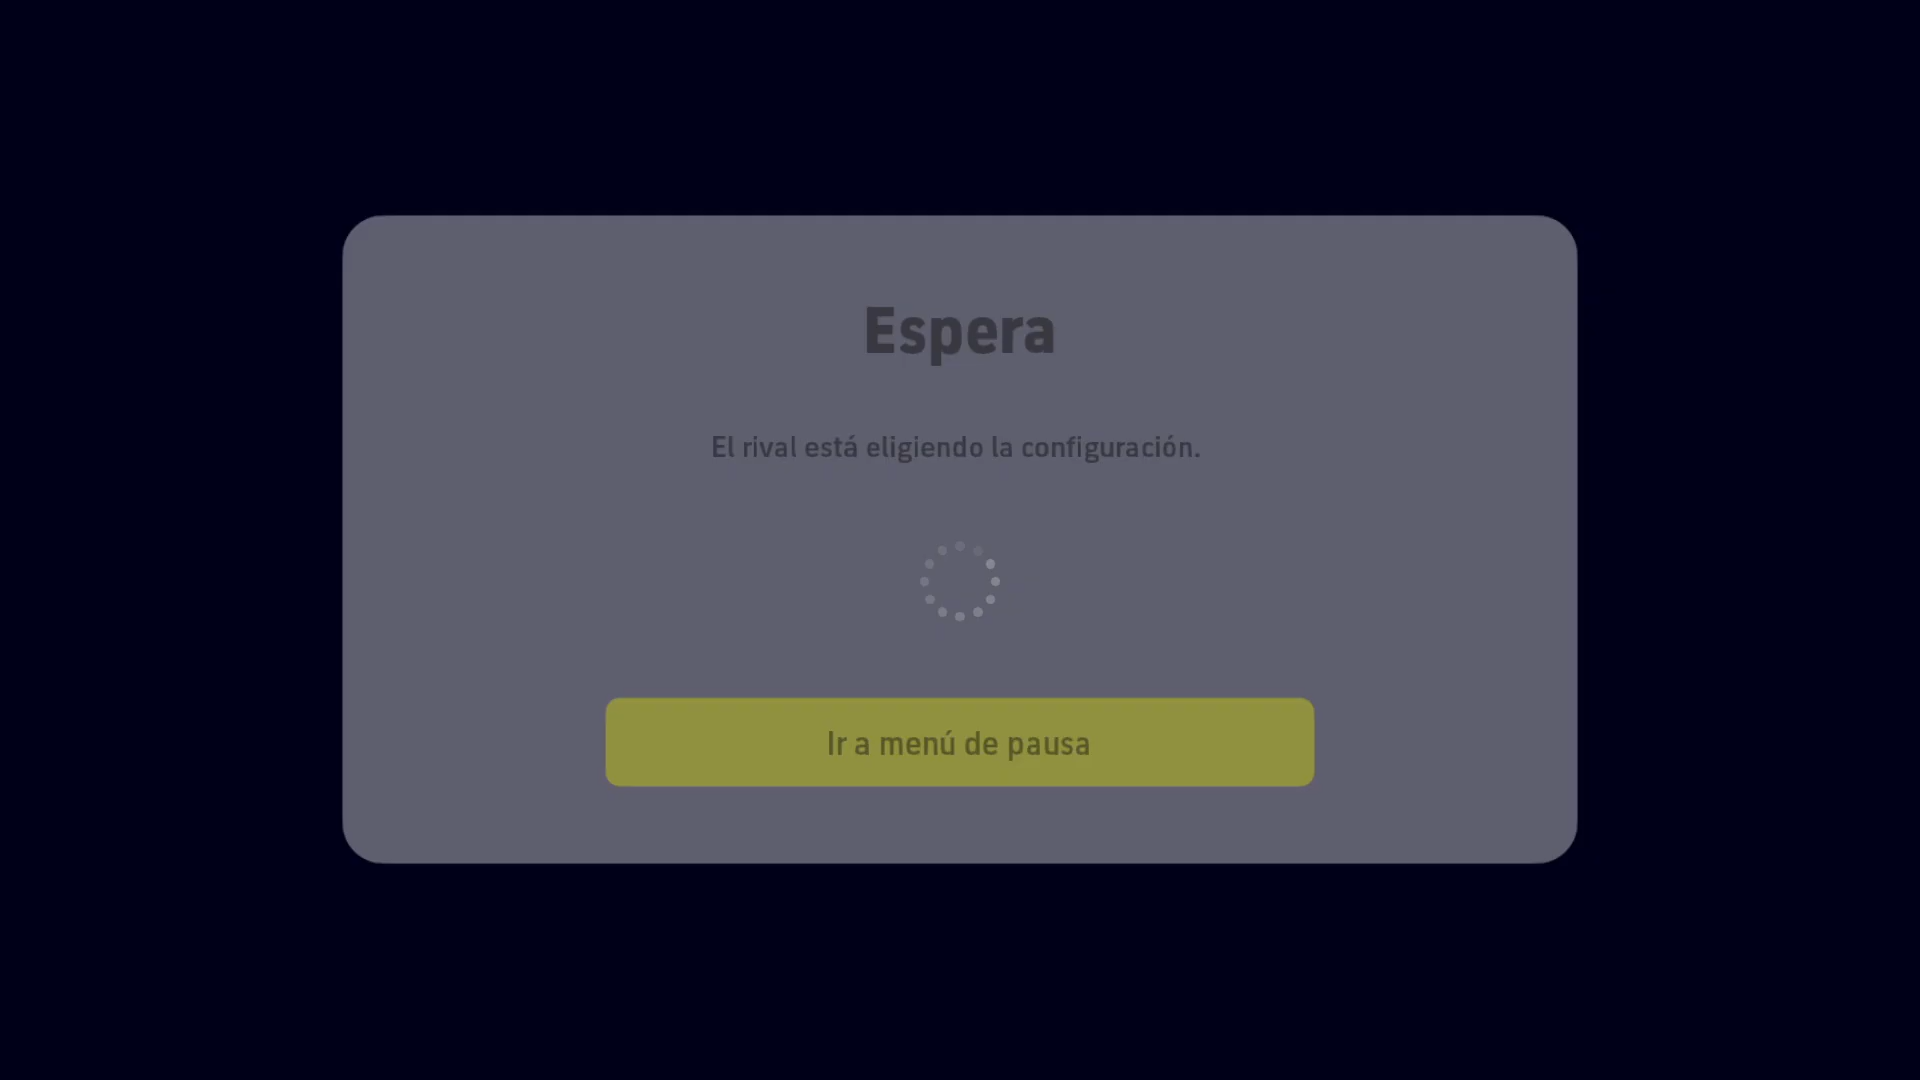 Espera
El rival está eligiendo la configuración.
Ir a menú de pausa